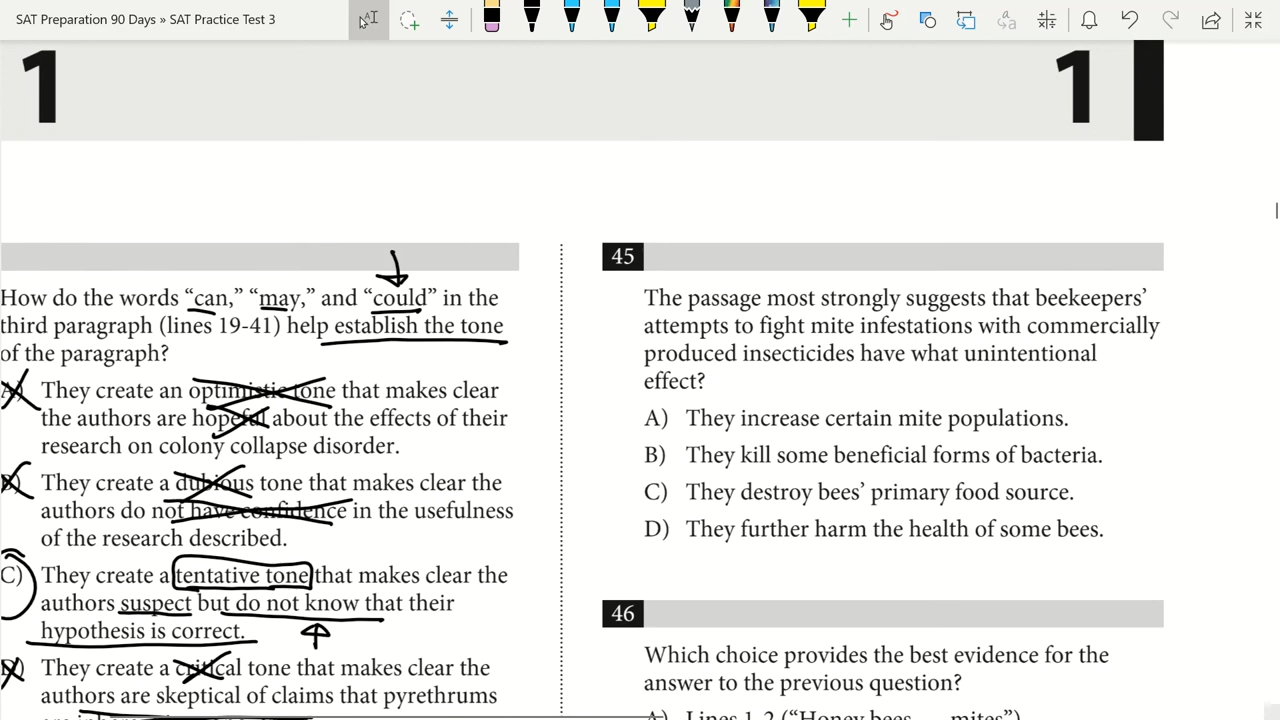 SAT Preparation 90 Days » SAT Practice Test 3
1
1
How do the words “can,” “may,” and “could” in the
third paragraph (lines 19-41) help establish the tone
of the paragraph?
A) They create an optimistic tone that makes clear
the authors are hopeful about the effects of their
research on colony collapse disorder.
B) They create a dubious tone that makes clear the
authors do not have confidence in the usefulness
of the research described.
C) They create a tentative tone that makes clear the
authors suspect but do not know that their
hypothesis is correct.
D) They create a critical tone that makes clear the
authors are skeptical of claims that pyrethrums
are
45
The passage most strongly suggests that beekeepers’
attempts to fight mite infestations with commercially
produced insecticides have what unintentional
effect?
A) They increase certain mite populations.
B) They kill some beneficial forms of bacteria.
C) They destroy bees’ primary food source.
D) They further harm the health of some bees.
46
Which choice provides the best evidence for the
answer to the previous question?
A) Lines 1-2 (“Honey bees . . . mites”)